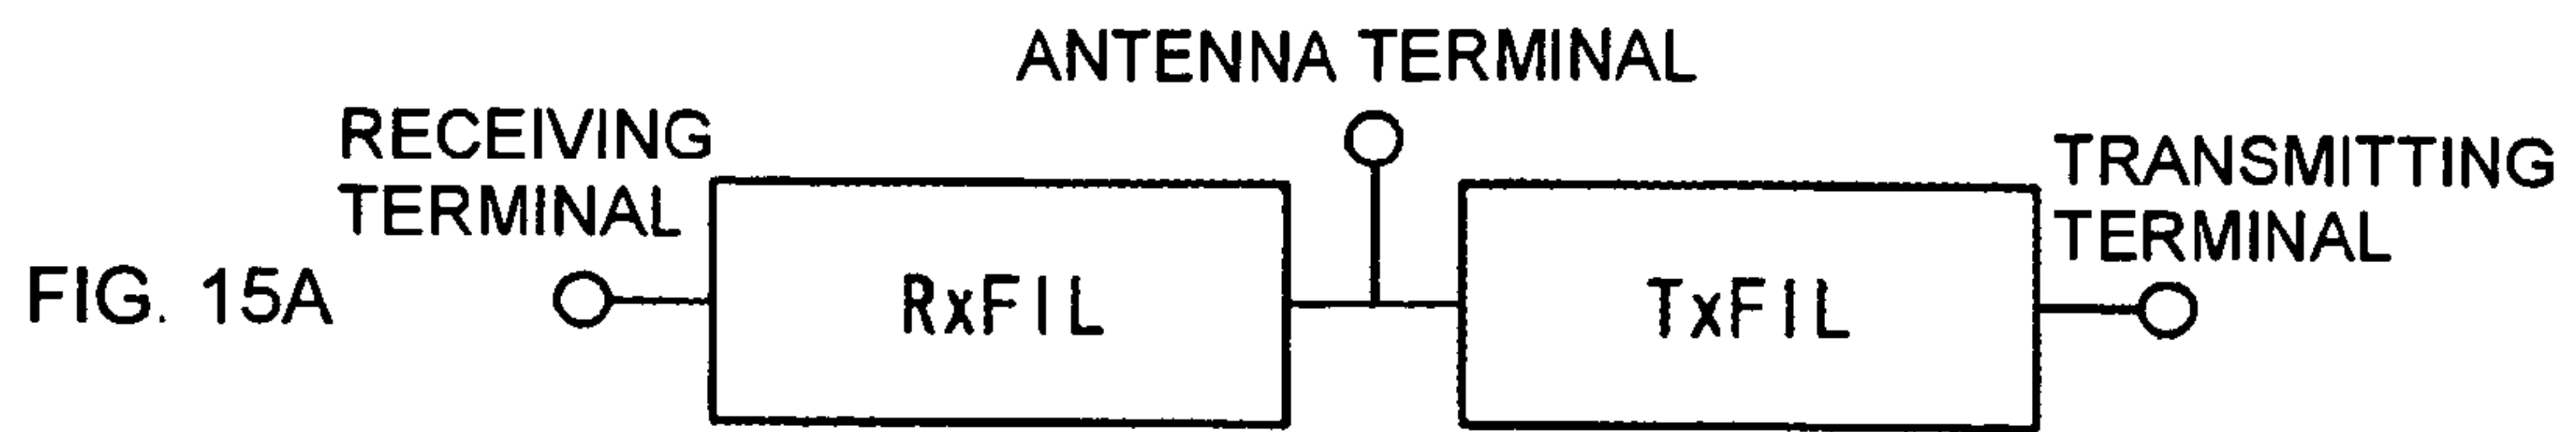 ANTENNA TERMINAL
RECEIVING
TERMINAL
TRANSMITTING
TERMINAL
FIG. 15A
RxFIL
TxFIL